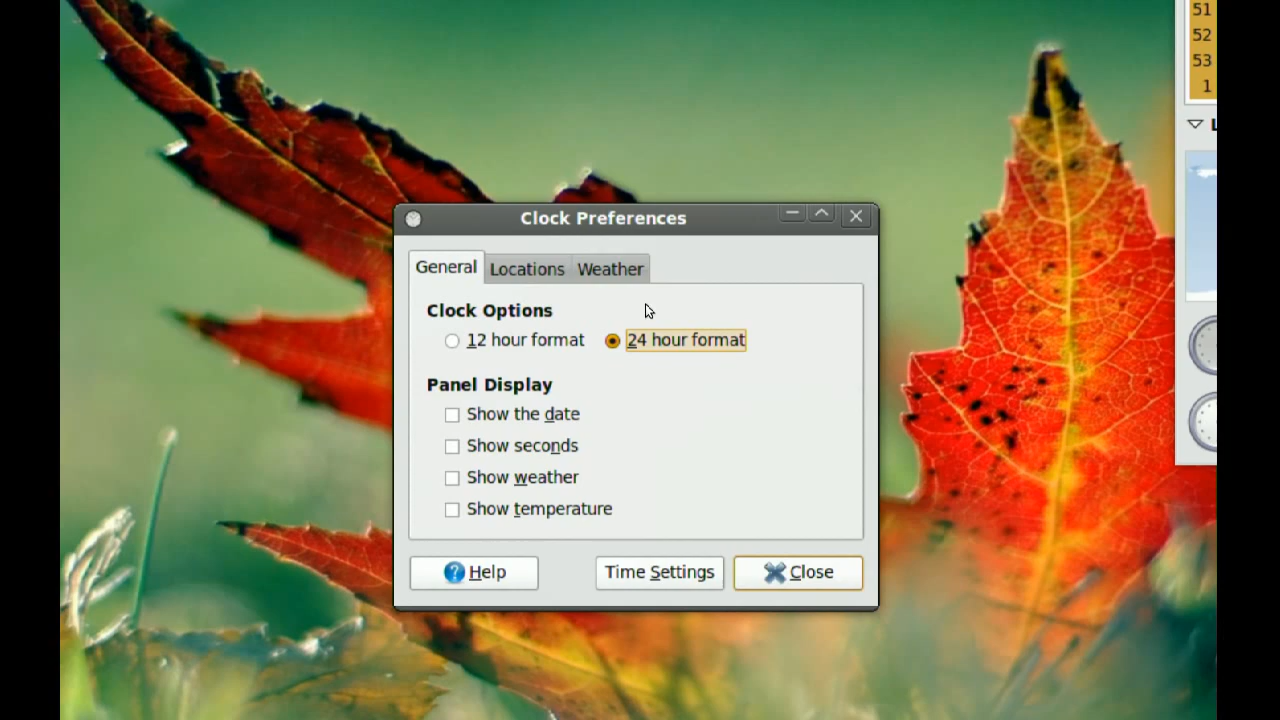 51
52
53
1
Clock Preferences
General Locations Weather
Clock Options
12 hour format 24 hour format
Panel Display
Show the date
Show seconds
Show weather
Show temperature
Help Time Settings Close